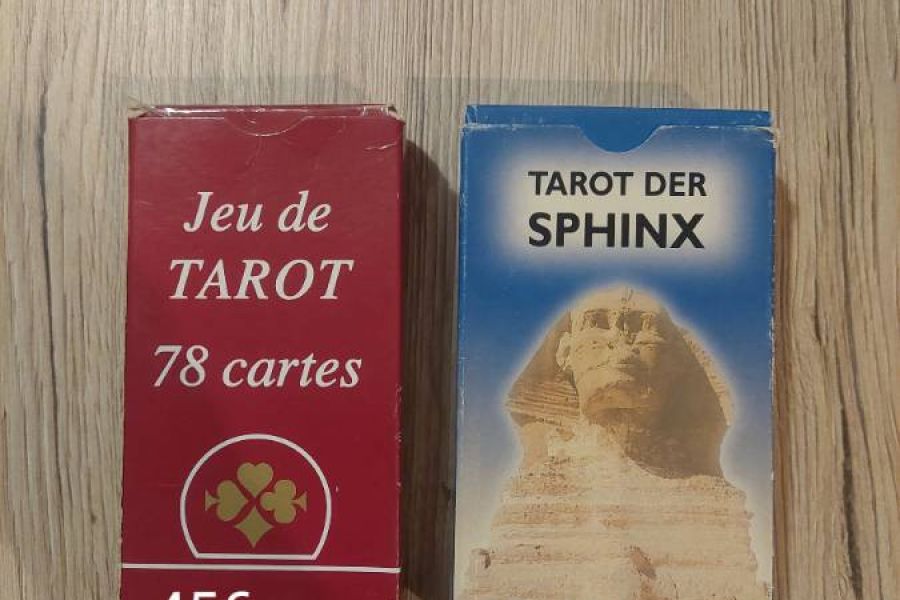 Jeu de
TAROT
78 cartes
TAROT DER
SPHINX